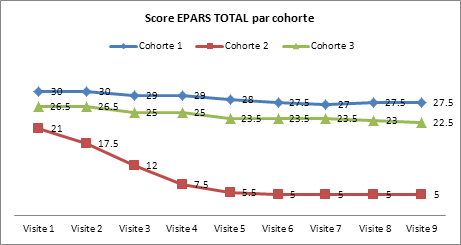 Score EPARS TOTAL par cohorte
Cohorte 1 Cohorte 2 Cohorte 3
30 30 29 29 28 27.5 27 27.5 27.5
26.5 26.5 25 25 23.5 23.5 23.5 23 22.5
21 17.5 12 7.5 5.5 5 5 5 5
Visite 1 Visite 2 Visite 3 Visite 4 Visite 5 Visite 6 Visite 7 Visite 8 Visite 9